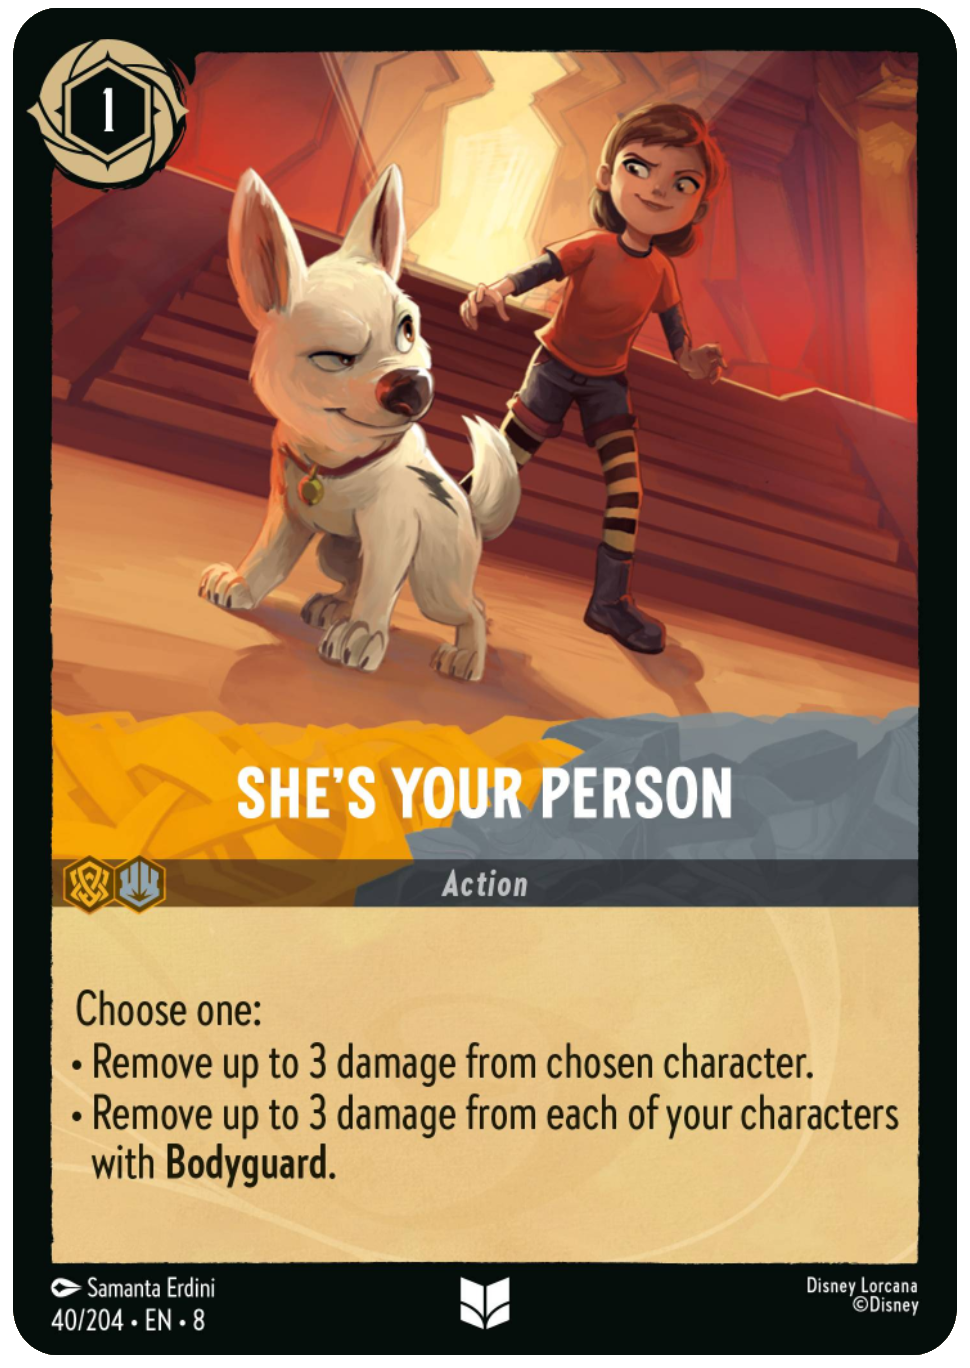 1
SHE'S YOUR PERSON
Action
Choose one:
• Remove up to 3 damage from chosen character.
• Remove up to 3 damage from each of your characters
with Bodyguard.
Samanta Erdini
40/204 • EN • 8
Disney Lorcana
©Disney